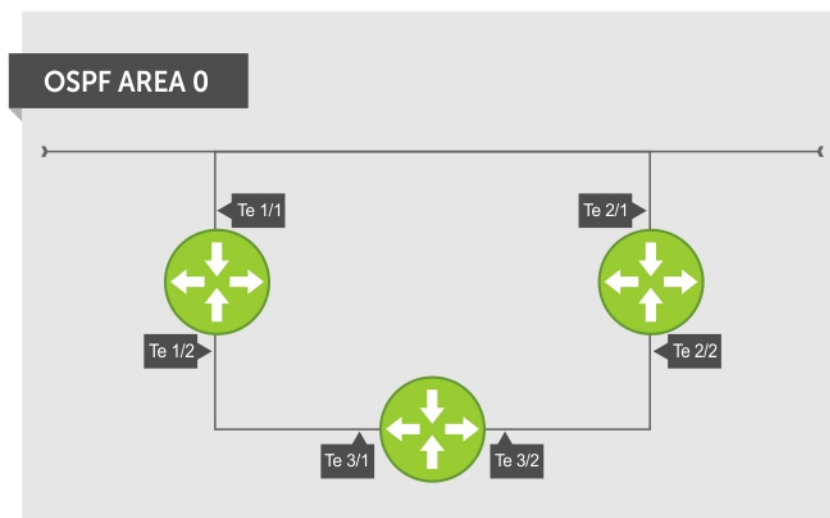 OSPF AREA 0
Te 1/1
Te 2/1
Te 1/2
Te 2/2
Te 3/1
Te 3/2